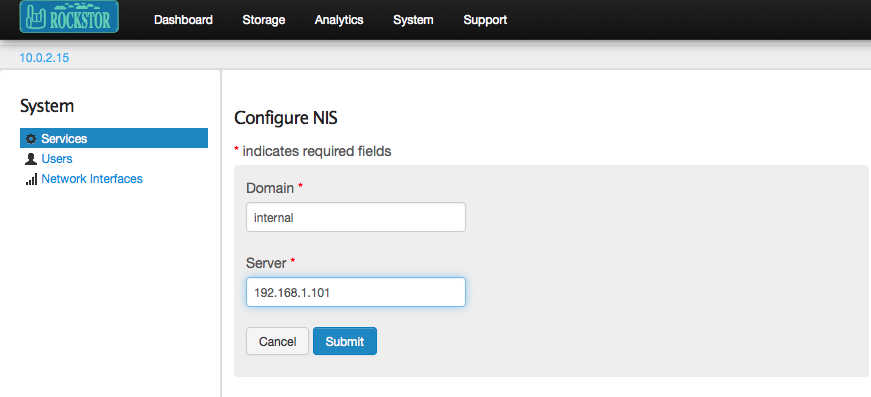 ROCKSTOR Dashboard Storage Analytics System Support
10.0.2.15
System
Services
Users
Network Interfaces
Configure NIS
* indicates required fields
Domain *
internal
Server *
192.168.1.101
Cancel Submit